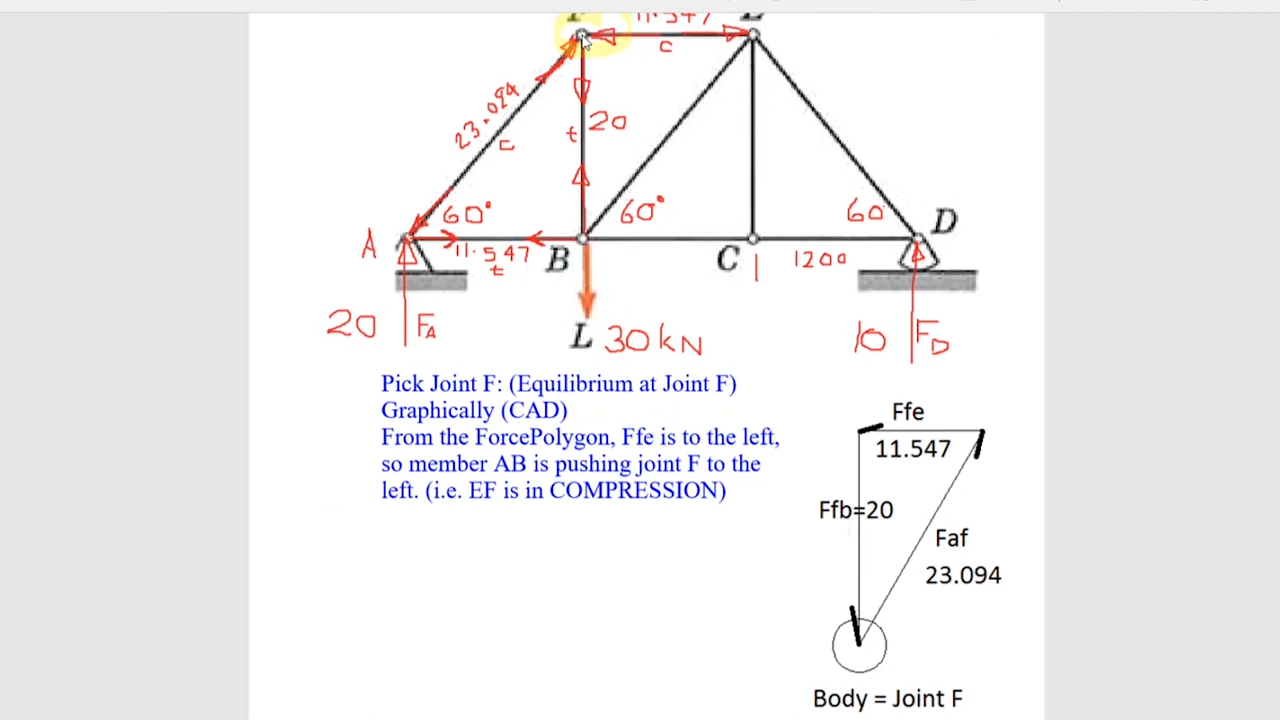 11.547
c
23.094
c
t
20
60°
60°
60
A
11.547
t
B
C
1200
D
20
FA
L
30kN
10
FD
Pick Joint F: (Equilibrium at Joint F)
Graphically (CAD)
From the ForcePolygon, Ffe is to the left,
so member AB is pushing joint F to the
left. (i.e. EF is in COMPRESSION)
Ffe
11.547
Ffb=20
Faf
23.094
Body = Joint F